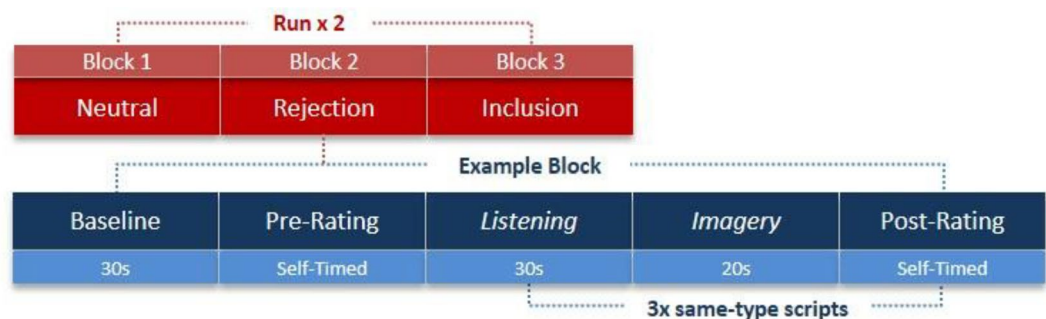 Run x 2
Block 1 Block 2 Block 3
Neutral Rejection Inclusion
Example Block
Baseline Pre-Rating Listening Imagery Post-Rating
30s Self-Timed 30s 20s Self-Timed
3x same-type scripts